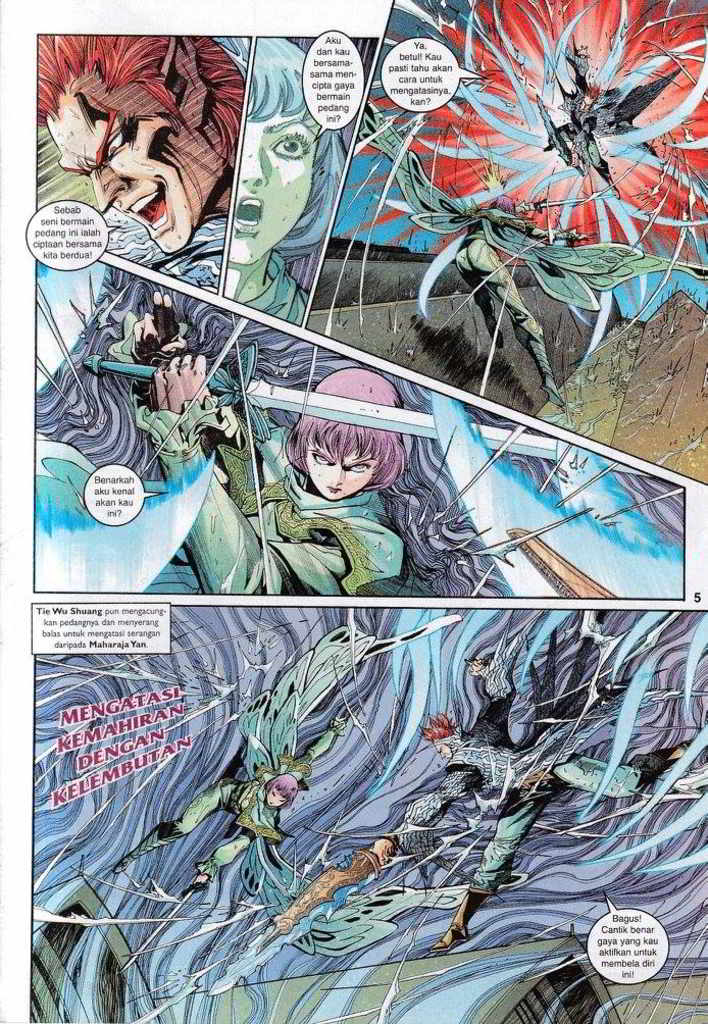 Sebab
seni bermain
pedang ini ialah
ciptaan bersama
kita berdua!
Aku
dan kau
bersama-
sama men-
cipta gaya
bermain
pedang
ini?
Ya,
betul! Kau
pasti tahu akan
cara untuk
mengatasinya,
kan?
Benarkah
aku kenal
akan kau
ini?
5
Tie Wu Shuang pun mengacung-
kan pedangnya dan menyerang
balas untuk mengatasi serangan
daripada Maharaja Yan.
MENGATASI
KEMAHIRAN
DENGAN
KELEMBUTAN
Bagus!
Cantik benar
gaya yang kau
aktifkan untuk
membela diri
ini!